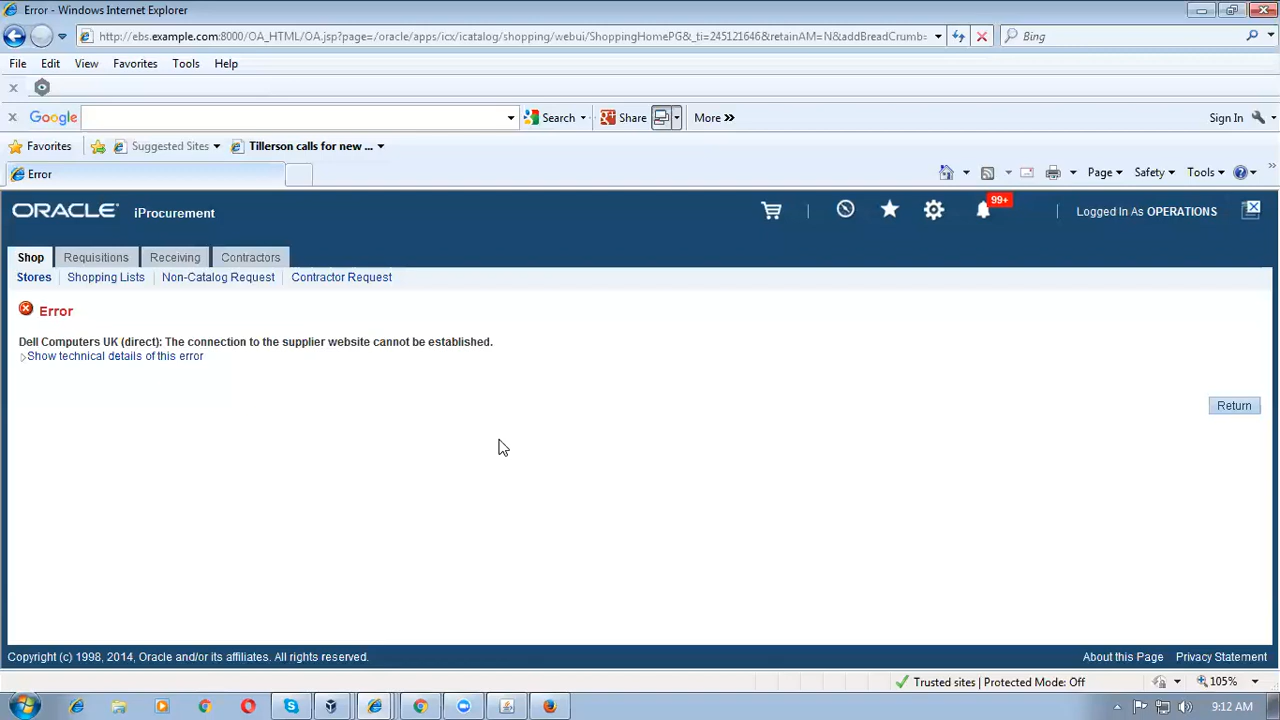 Error - Windows Internet Explorer
http://ebs.example.com:8000/OA_HTML/OA.jsp?page=/oracle/apps/icx/icatalog/shopping/webui/ShoppingHomePG&_ti=245121646&retainAM=N&addBreadCrumb= Bing
File Edit View Favorites Tools Help
Google Search Share More » Sign In
Favorites Suggested Sites Tillerson calls for new ...
Error Page Safety Tools
ORACLE® iProcurement 99+ Logged In As OPERATIONS
Shop Requisitions Receiving Contractors
Stores Shopping Lists Non-Catalog Request Contractor Request
Error
Dell Computers UK (direct): The connection to the supplier website cannot be established.
Show technical details of this error
Return
Copyright (c) 1998, 2014, Oracle and/or its affiliates. All rights reserved. About this Page Privacy Statement
Trusted sites | Protected Mode: Off 105%
9:12 AM